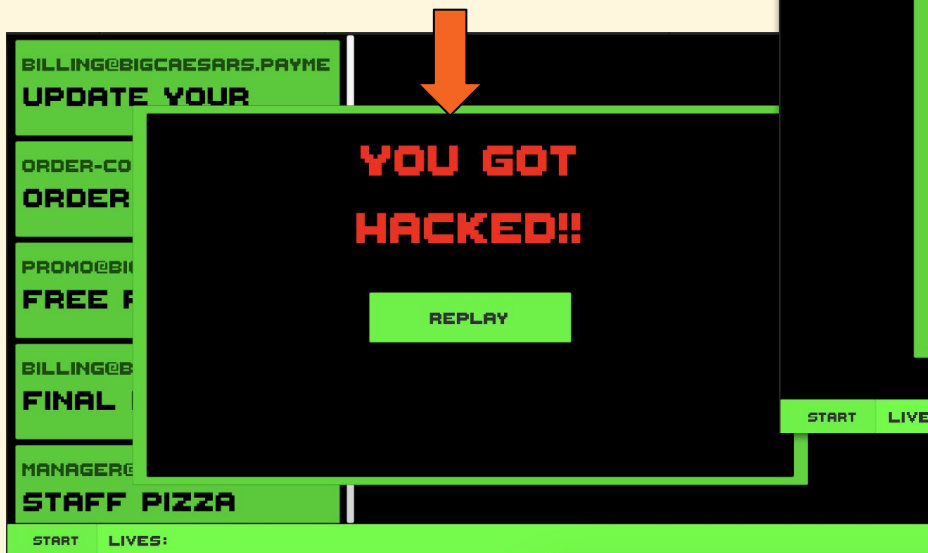 BILLING@BIGCAESARS.PAYME
UPDATE YOUR
ORDER-CO
ORDER
PROMO@BI
FREE
BILLING@B
FINAL
MANAGER@
STAFF PIZZA
YOU GOT
HACKED!!
REPLAY
START LIVES:
START LIVE